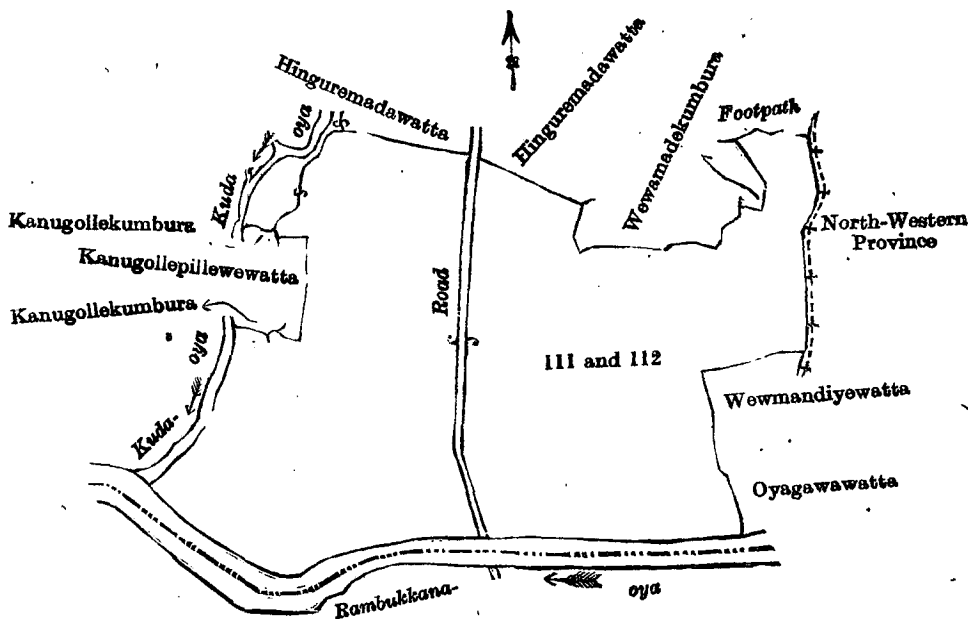 Hinguremadawatta
Hinguremadawatta
Wewamadekumbura
Footpath
oya
Kuda
Kanugollekumbura
North-Western
Province
Kanugollepillewewatta
Kanugollekumbura
Road
oya
111 and 112
Wewmandiyewatta
Kuda-
Oyagawawatta
Rambukkana-
oya